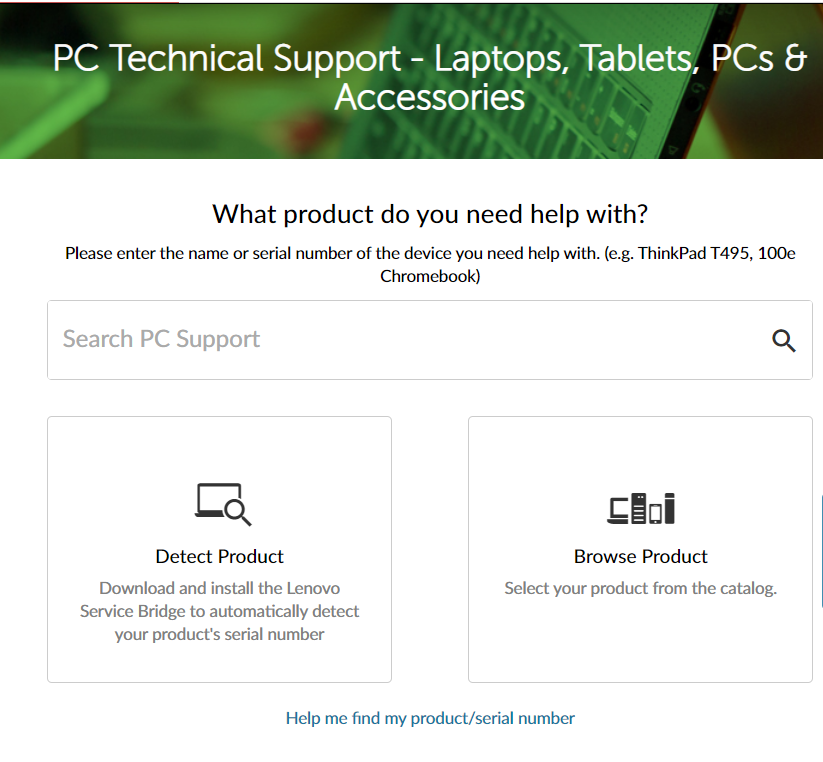 PC Technical Support - Laptops, Tablets, PCs &
Accessories
What product do you need help with?
Please enter the name or serial number of the device you need help with. (e.g. ThinkPad T495, 100e
Chromebook)
Search PC Support
Detect Product
Download and install the Lenovo
Service Bridge to automatically detect
your product's serial number
Browse Product
Select your product from the catalog.
Help me find my product/serial number